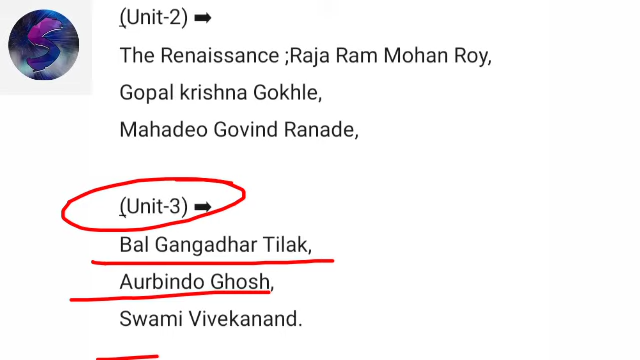 (Unit-2) ➡
The Renaissance ;Raja Ram Mohan Roy,
Gopal krishna Gokhle,
Mahadeo Govind Ranade,
(Unit-3) ➡
Bal Gangadhar Tilak,
Aurbindo Ghosh,
Swami Vivekanand.